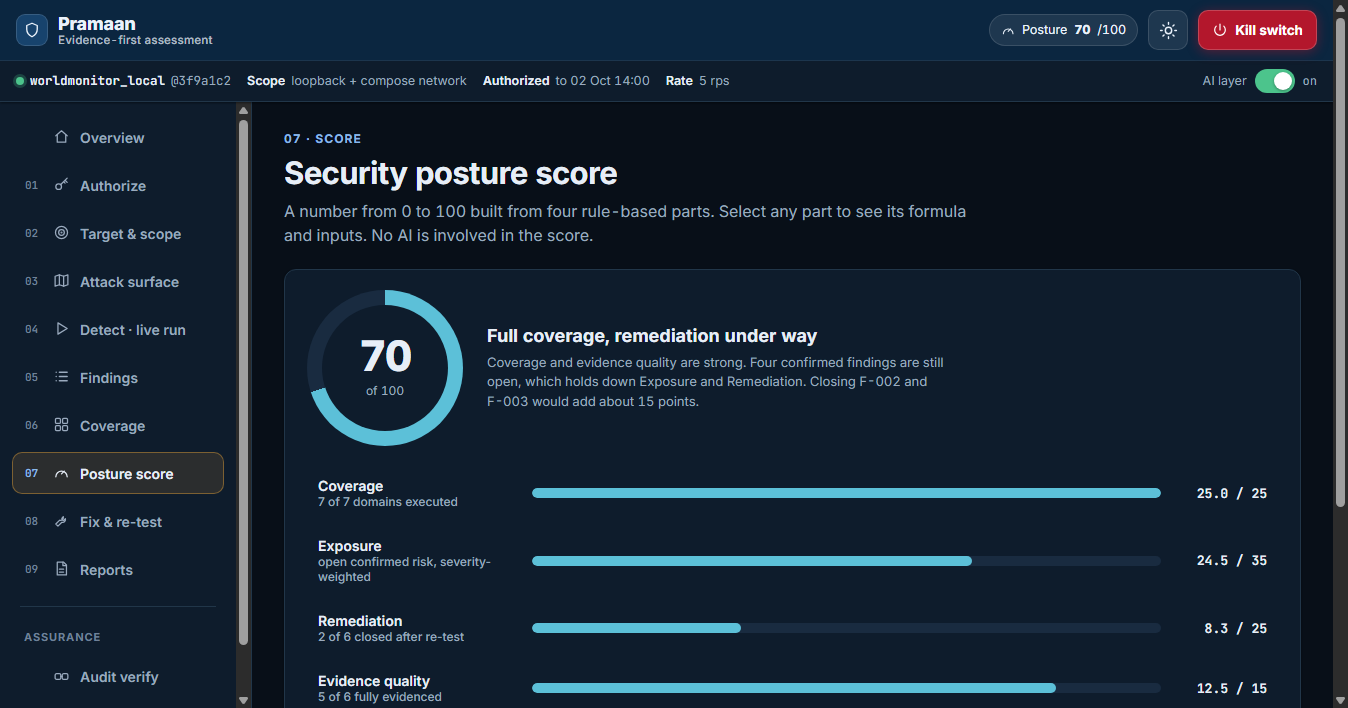 Pramaan
Evidence-first assessment
Posture 70 /100
Kill switch
worldmonitor_local @3f9a1c2 Scope loopback + compose network Authorized to 02 Oct 14:00 Rate 5 rps
AI layer on
Overview
01 Authorize
02 Target & scope
03 Attack surface
04 Detect · live run
05 Findings
06 Coverage
07 Posture score
08 Fix & re-test
09 Reports
ASSURANCE
Audit verify
07 · SCORE
Security posture score
A number from 0 to 100 built from four rule-based parts. Select any part to see its formula
and inputs. No AI is involved in the score.
70
of 100
Full coverage, remediation under way
Coverage and evidence quality are strong. Four confirmed findings are still
open, which holds down Exposure and Remediation. Closing F-002 and
F-003 would add about 15 points.
Coverage
7 of 7 domains executed
25.0 / 25
Exposure
open confirmed risk, severity-
weighted
24.5 / 35
Remediation
2 of 6 closed after re-test
8.3 / 25
Evidence quality
5 of 6 fully evidenced
12.5 / 15